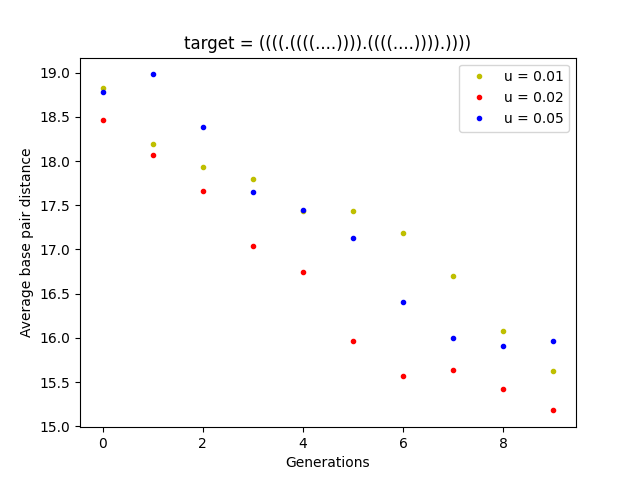 target = ((((.((((....)))).((((....)))).))))
19.0
18.5
18.0
17.5
17.0
16.5
16.0
15.5
15.0
Average base pair distance
u = 0.01
u = 0.02
u = 0.05
0 2 4 6 8
Generations